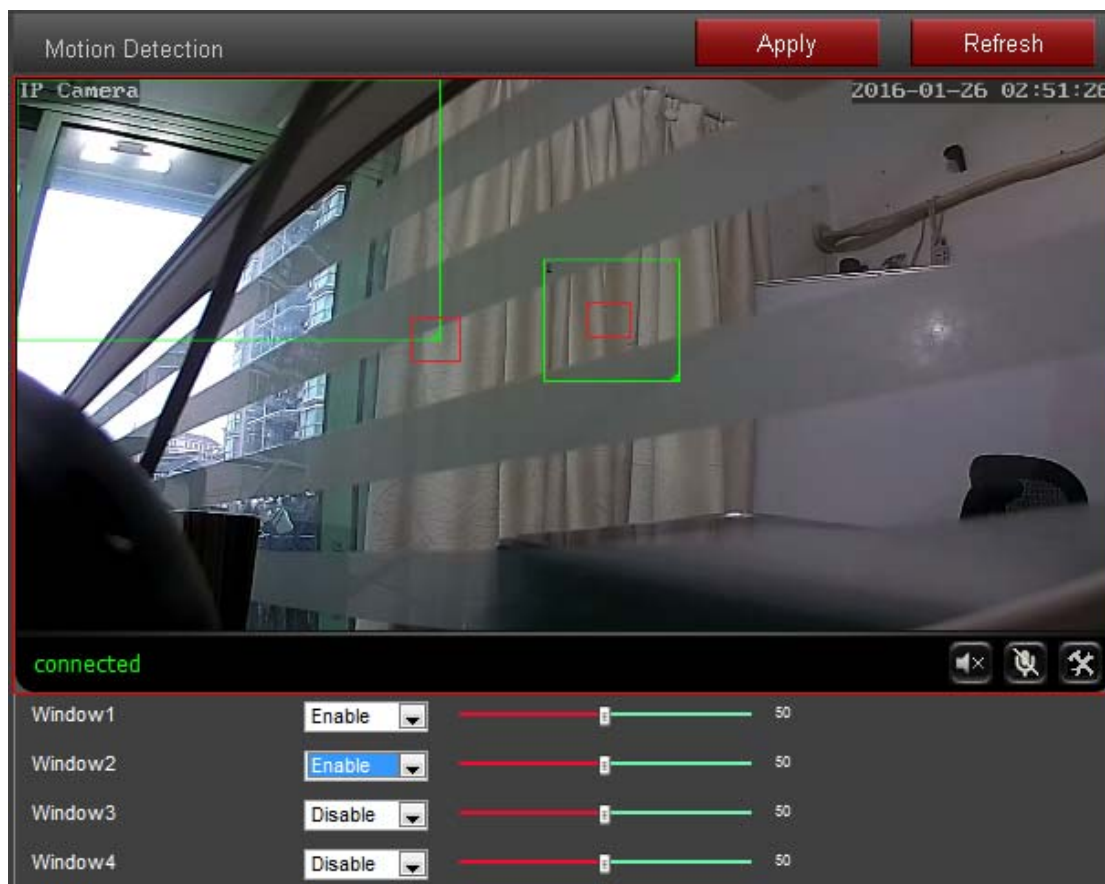 Motion Detection Apply Refresh
IP Camera 2016-01-26 02:51:26
connected
Window1 Enable 50
Window2 Enable 50
Window3 Disable 50
Window4 Disable 50